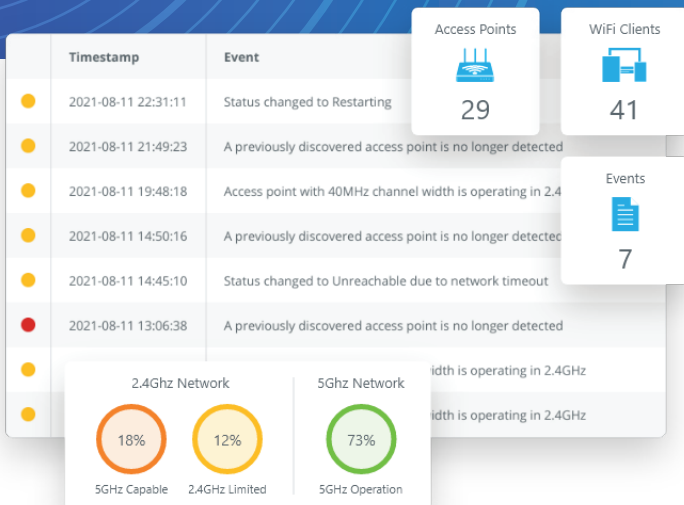 Access Points
29
WiFi Clients
41
Timestamp Event
2021-08-11 22:31:11 Status changed to Restarting
2021-08-11 21:49:23 A previously discovered access point is no longer detected
2021-08-11 19:48:18 Access point with 40MHz channel width is operating in 2.4
Events
7
2021-08-11 14:50:16 A previously discovered access point is no longer detected
2021-08-11 14:45:10 Status changed to Unreachable due to network timeout
2021-08-11 13:06:38 A previously discovered access point is no longer detected
is operating in 2.4GHz
is operating in 2.4GHz
2.4Ghz Network
18% 12%
5GHz Capable 2.4GHz Limited
5Ghz Network
73%
5GHz Operation